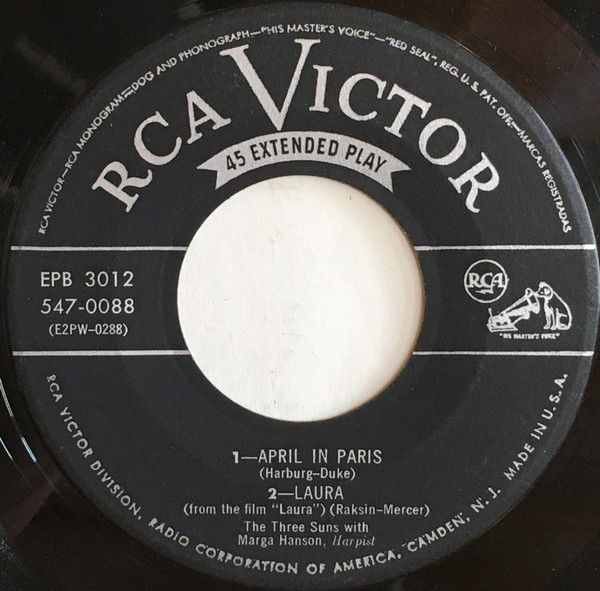 RCA VICTOR—RCA MONOGRAM—DOG AND PHONOGRAPH—"HIS MASTER'S VOICE"—"RED SEAL", REG. U. S. PAT. OFF.—MARCAS REGISTRADAS
RCA VICTOR
45 EXTENDED PLAY
EPB 3012
547-0088
(E2PW-0288)
RCA
"HIS MASTER'S VOICE"
1—APRIL IN PARIS
(Harburg-Duke)
2—LAURA
(from the film "Laura") (Raksin-Mercer)
The Three Suns with
Marga Hanson, Harpist
RCA VICTOR DIVISION, RADIO CORPORATION OF AMERICA, CAMDEN, N. J. MADE IN U. S. A.